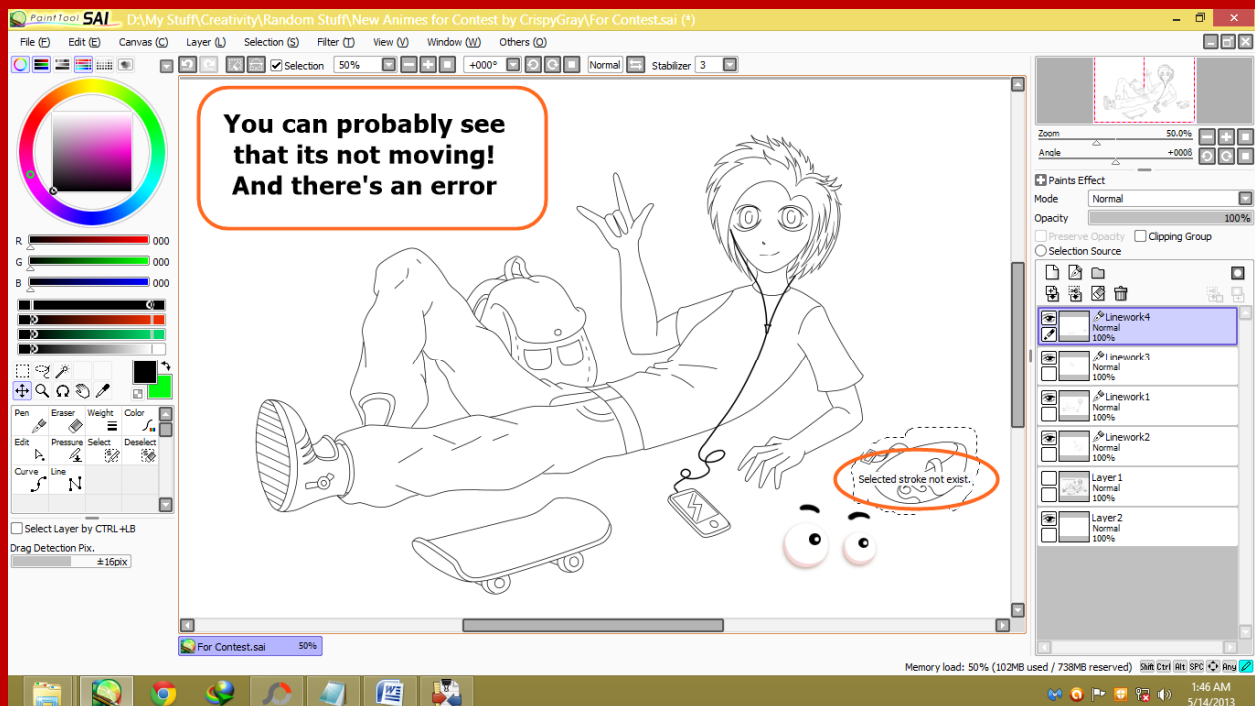 PaintTool SAI D:\My Stuff\Creativity\Random Stuff\New Animes for Contest by CrispyGray\For Contest.sai (*)
File (F) Edit (E) Canvas (C) Layer (L) Selection (S) Filter (T) View (V) Window (W) Others (O)
Selection 50% +000° Normal Stabilizer 3
You can probably see
that its not moving!
And there's an error
Zoom 50.0%
Angle
Paints Effect
Mode Normal
Opacity 100%
Preserve Opacity Clipping Group
Selection Source
R 000
G 000
B 000
Linework4
Normal
100%
Linework3
Normal
100%
Linework1
Normal
100%
Linework2
Normal
100%
Layer1
Normal
100%
Layer2
Normal
100%
Pen Eraser Weight Color
Edit Pressure Select Deselect
Curve Line
Select Layer by CTRL+LB
Drag Detection Pix.
±16pix
Selected stroke not exist.
For Contest.sai 50%
Memory load: 50% (102MB used / 738MB reserved) Shift Ctrl Alt SPC Any
1:46 AM
5/14/2013